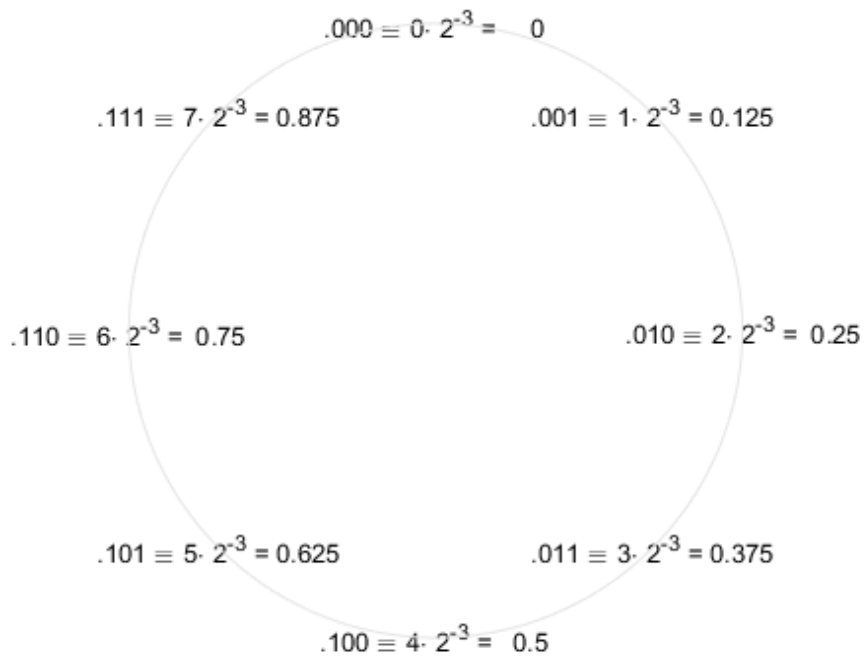 .000 ≡ 0· 2⁻³ = 0
.111 ≡ 7· 2⁻³ = 0.875
.001 ≡ 1· 2⁻³ = 0.125
.110 ≡ 6· 2⁻³ = 0.75
.010 ≡ 2· 2⁻³ = 0.25
.101 ≡ 5· 2⁻³ = 0.625
.011 ≡ 3· 2⁻³ = 0.375
.100 ≡ 4· 2⁻³ = 0.5